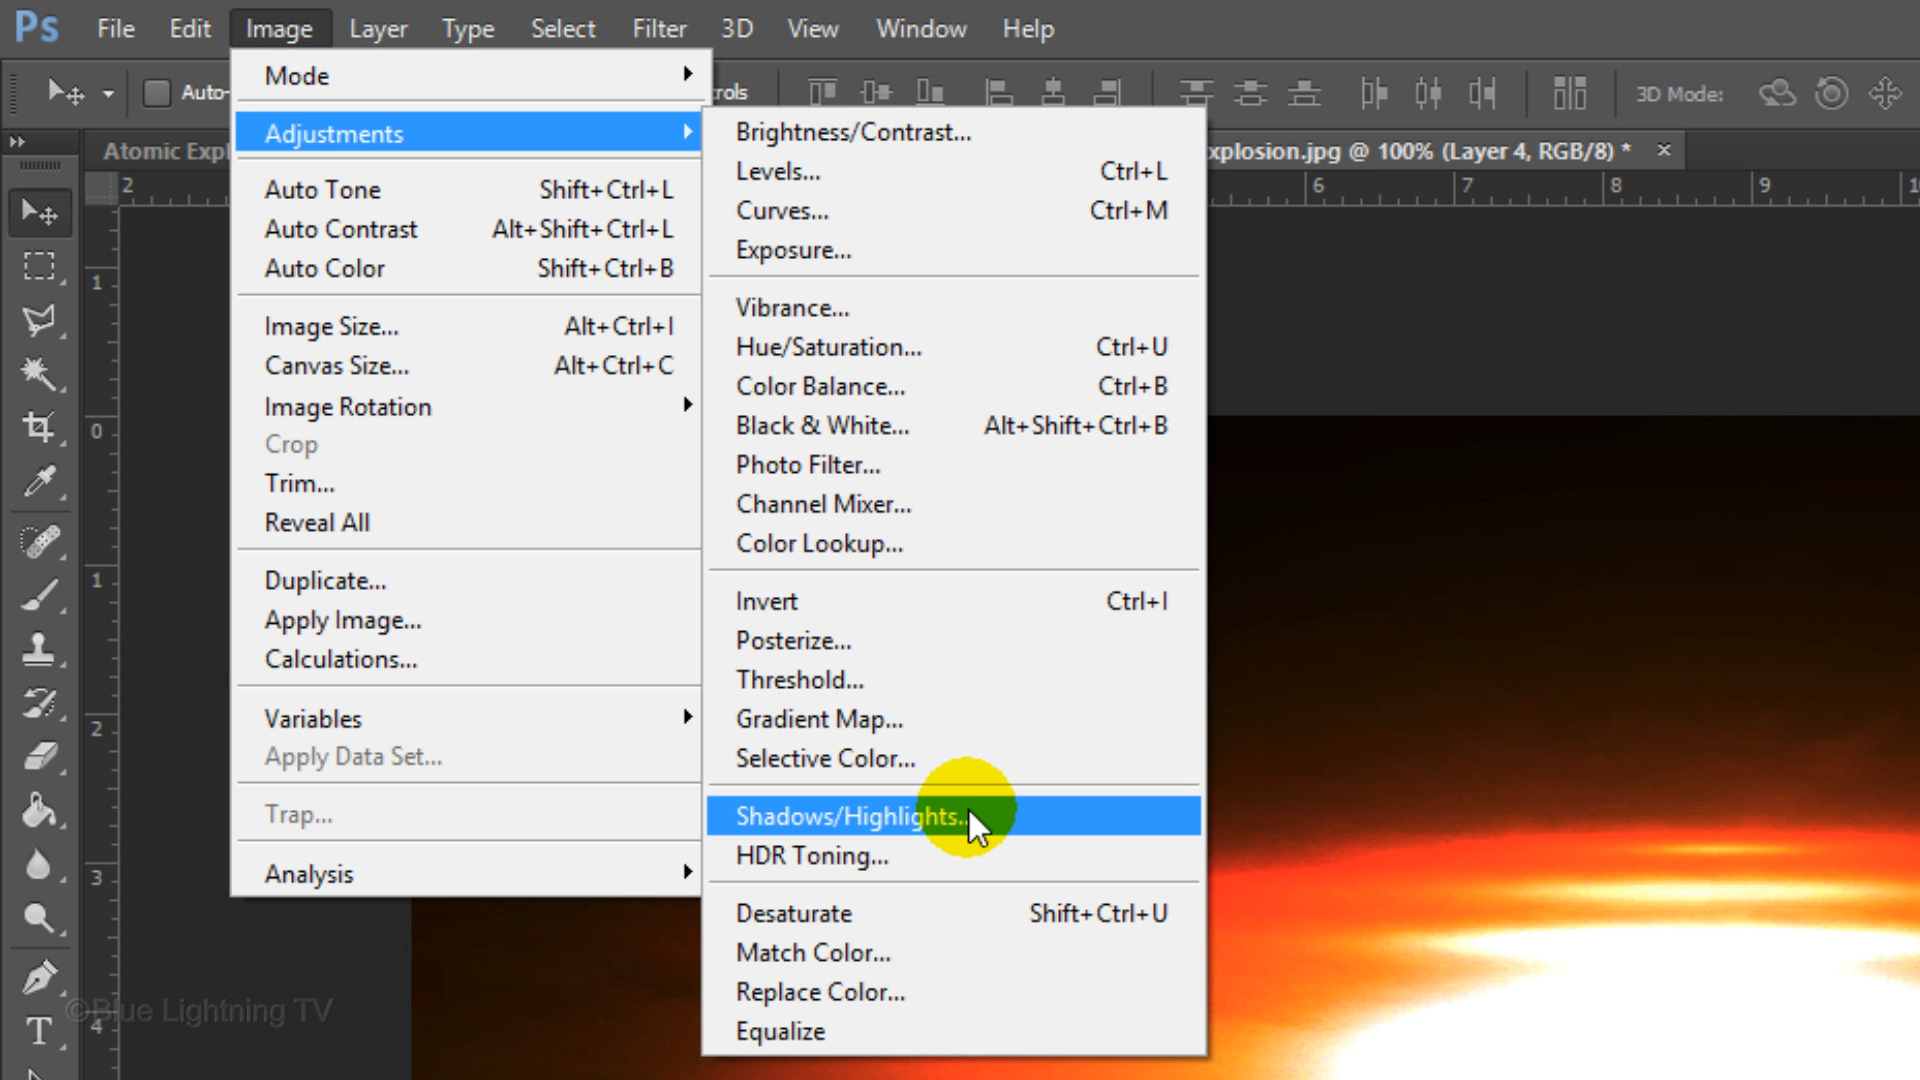 Ps File Edit Image Layer Type Select Filter 3D View Window Help
Auto- rols 3D Mode:
Atomic Expl xplosion.jpg @ 100% (Layer 4, RGB/8) * ×
2 6 7 8 9
Mode
Adjustments
Auto Tone Shift+Ctrl+L
Auto Contrast Alt+Shift+Ctrl+L
Auto Color Shift+Ctrl+B
Image Size... Alt+Ctrl+I
Canvas Size... Alt+Ctrl+C
Image Rotation
Crop
Trim...
Reveal All
Duplicate...
Apply Image...
Calculations...
Variables
Apply Data Set...
Trap...
Analysis
Brightness/Contrast...
Levels... Ctrl+L
Curves... Ctrl+M
Exposure...
Vibrance...
Hue/Saturation... Ctrl+U
Color Balance... Ctrl+B
Black & White... Alt+Shift+Ctrl+B
Photo Filter...
Channel Mixer...
Color Lookup...
Invert Ctrl+I
Posterize...
Threshold...
Gradient Map...
Selective Color...
Shadows/Highlights...
HDR Toning...
Desaturate Shift+Ctrl+U
Match Color...
Replace Color...
Equalize
1
0
1
2
3
4
©Blue Lightning TV